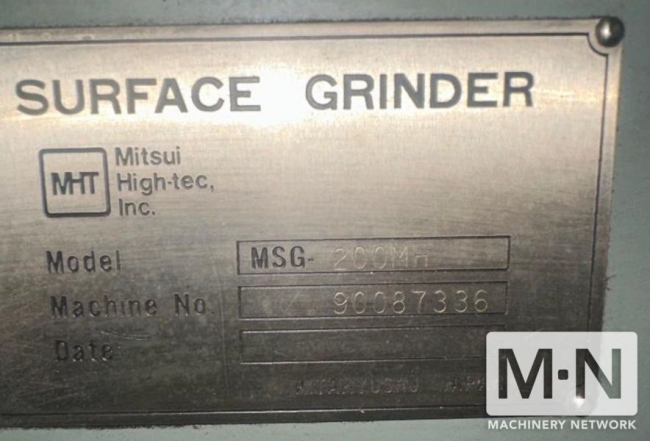 SURFACE GRINDER
MHT
Mitsui
High-tec,
Inc.
Model MSG- 200MH
Machine No. 90087336
Date
M·N
MACHINERY NETWORK